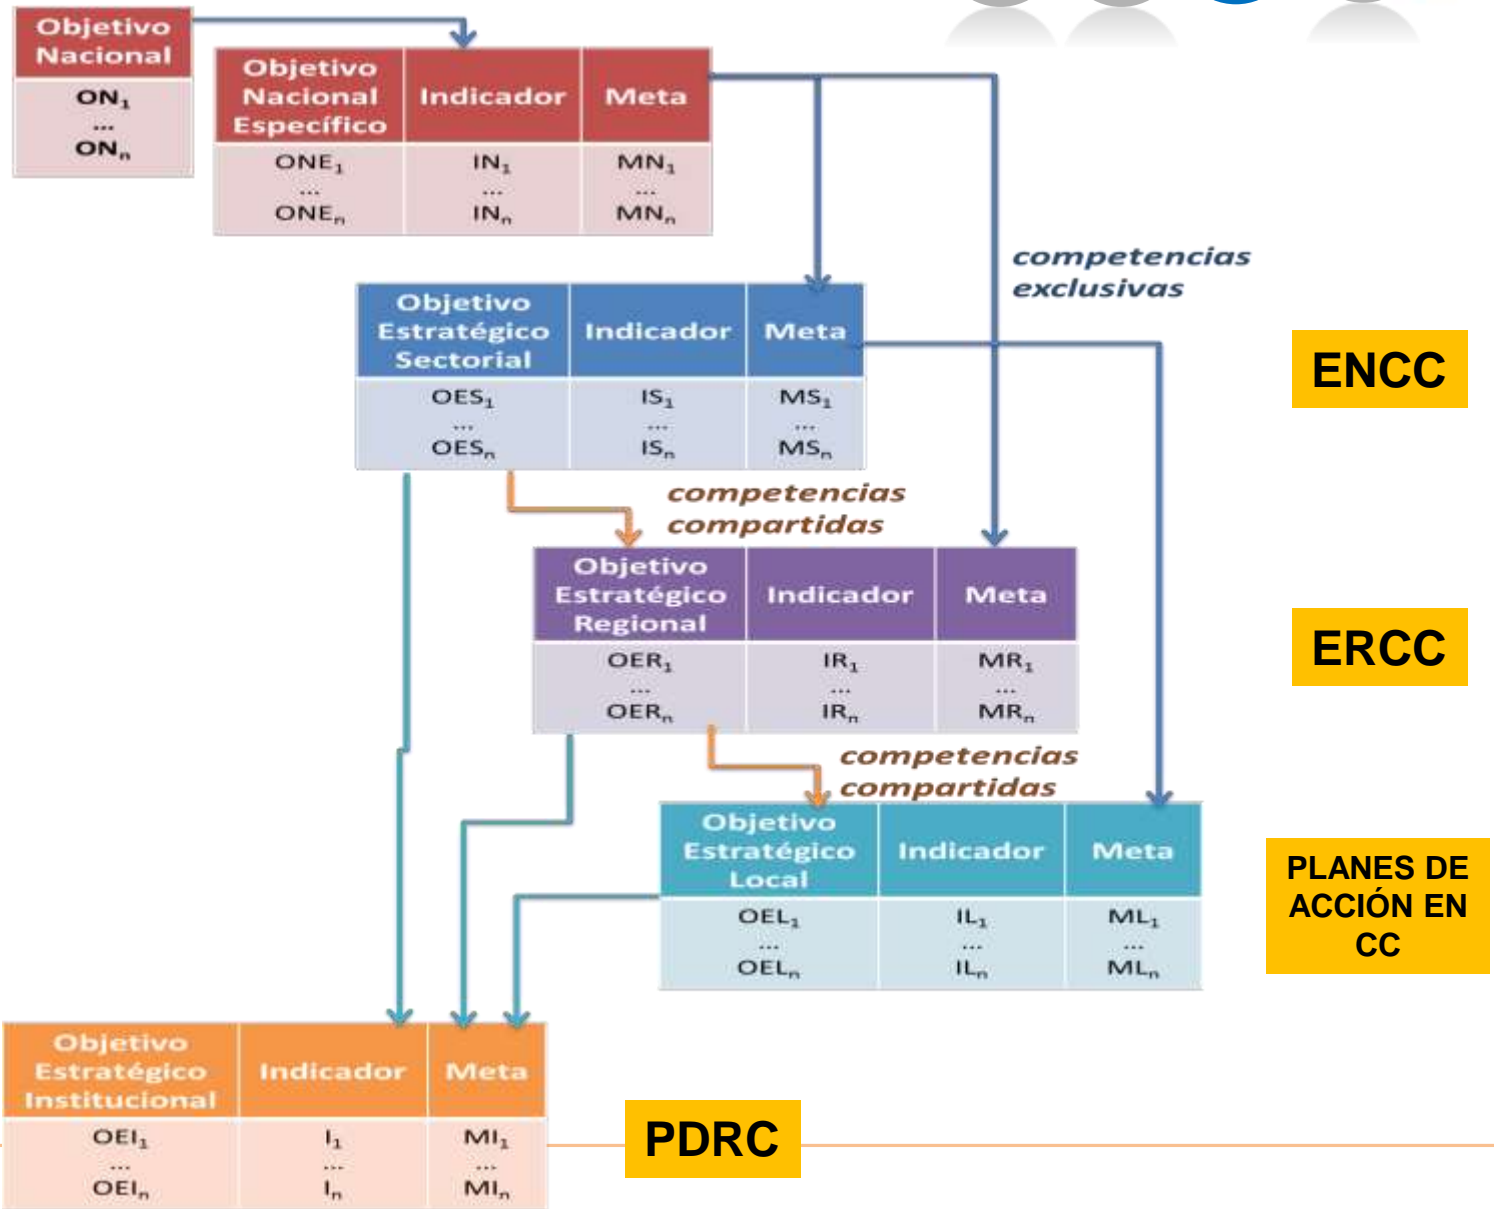 Objetivo
Nacional
ON₁
...
ONₙ
Objetivo
Nacional
Específico
Indicador
Meta
ONE₁ IN₁ MN₁
... ... ...
ONEₙ INₙ MNₙ
competencias
exclusivas
Objetivo
Estratégico
Sectorial
Indicador
Meta
OES₁ IS₁ MS₁
... ... ...
OESₙ ISₙ MSₙ
ENCC
competencias
compartidas
Objetivo
Estratégico
Regional
Indicador
Meta
OER₁ IR₁ MR₁
... ... ...
OERₙ IRₙ MRₙ
ERCC
competencias
compartidas
Objetivo
Estratégico
Local
Indicador
Meta
OEL₁ IL₁ ML₁
... ... ...
OELₙ ILₙ MLₙ
PLANES DE
ACCIÓN EN
CC
Objetivo
Estratégico
Institucional
Indicador
Meta
OEI₁ I₁ MI₁
... ... ...
OEIₙ Iₙ MIₙ
PDRC